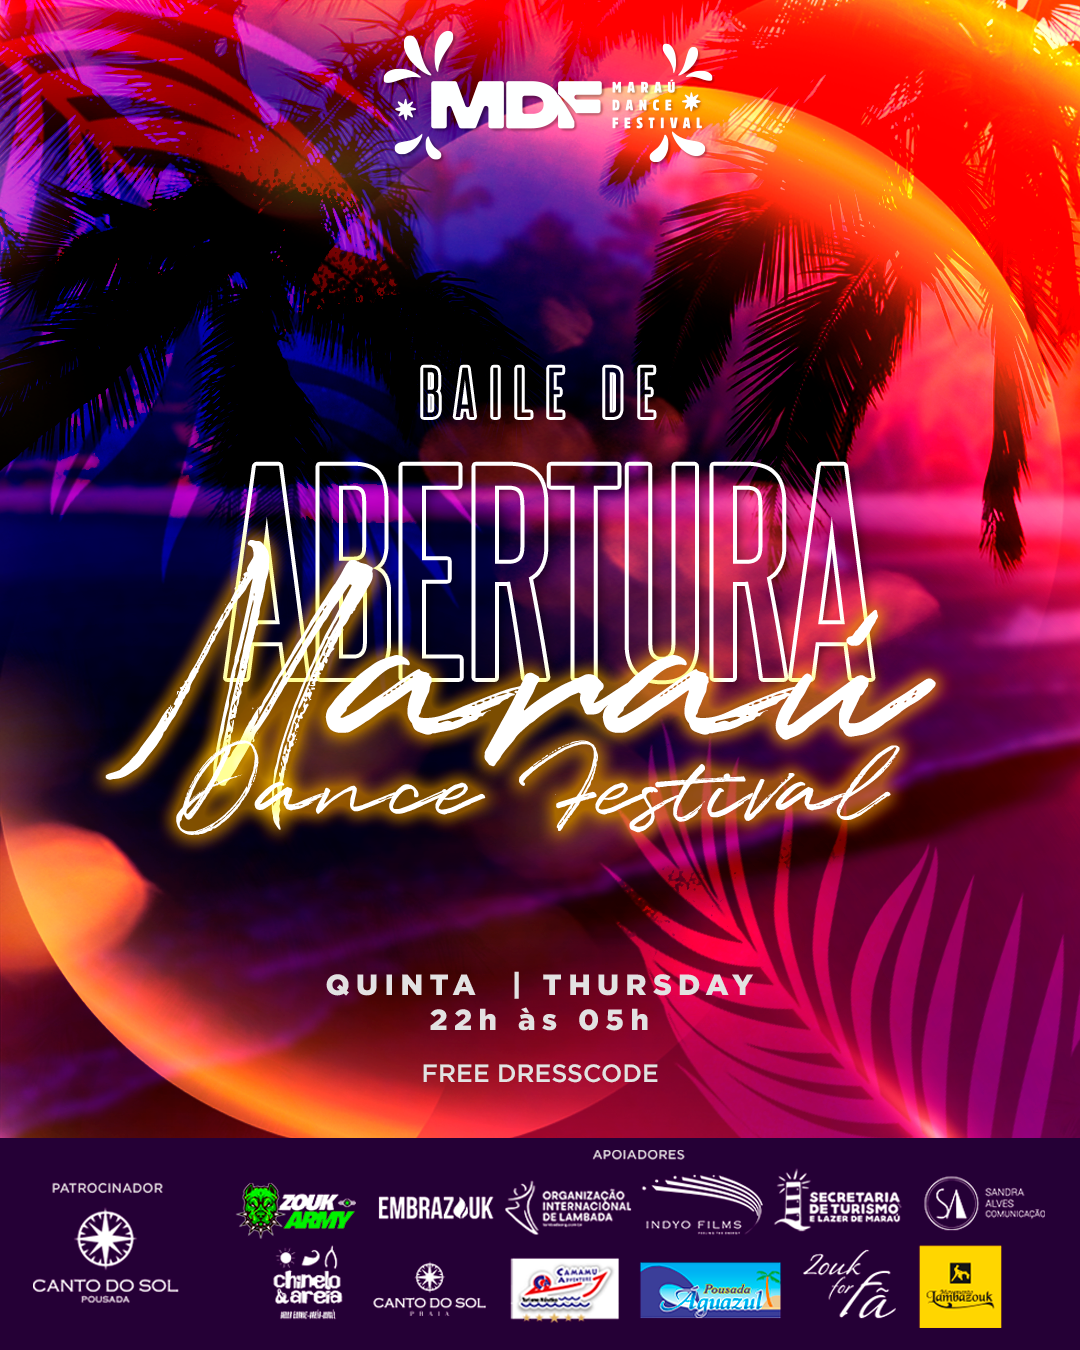 MDF
MARAÚ
DANCE
FESTIVAL
BAILE DE
ABERTURA
Maraú
Dance Festival
QUINTA | THURSDAY
22h às 05h
FREE DRESSCODE
APOIADORES
PATROCINADOR
CANTO DO SOL
POUSADA
ZOUK
ARMY
EMBRAZOUK
ORGANIZAÇÃO
INTERNACIONAL
DE LAMBADA
INDYO FILMS
SECRETARIA
DE TURISMO
E LAZER DE MARAÚ
SA
SANDRA
ALVES
COMUNICAÇÃO
chinelo
&areia
CANTO DO SOL
PRAIA
CAMAMU
ADVENTURE
Pousada
Aguazul
Zouk
for
fã
Movimento
Lambazouk